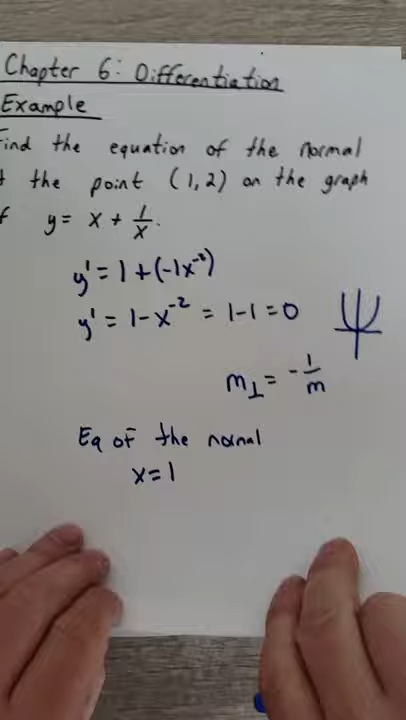 Chapter 6: Differentiation
Example
Find the equation of the normal
the point (1,2) on the graph
y = x + 1/x.
y' = 1 + (-1x⁻²)
y' = 1 - x⁻² = 1 - 1 = 0
m⊥ = -1/m
Eq of the normal
x = 1